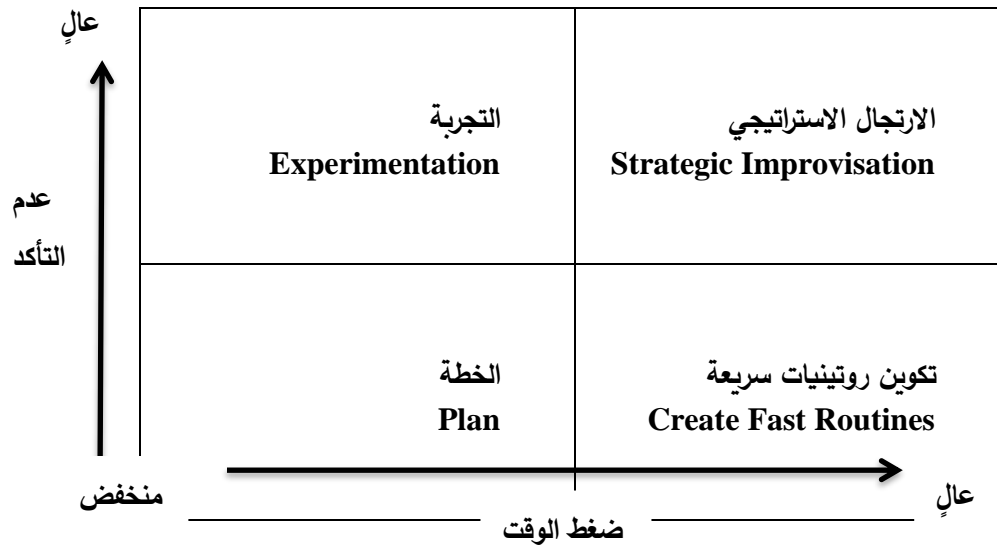 عالٍ
الارتجال الاستراتيجي
Strategic Improvisation
التجربة
Experimentation
عدم
التأكد
تكوين روتينيات سريعة
Create Fast Routines
الخطة
Plan
منخفض
عالٍ
ضغط الوقت